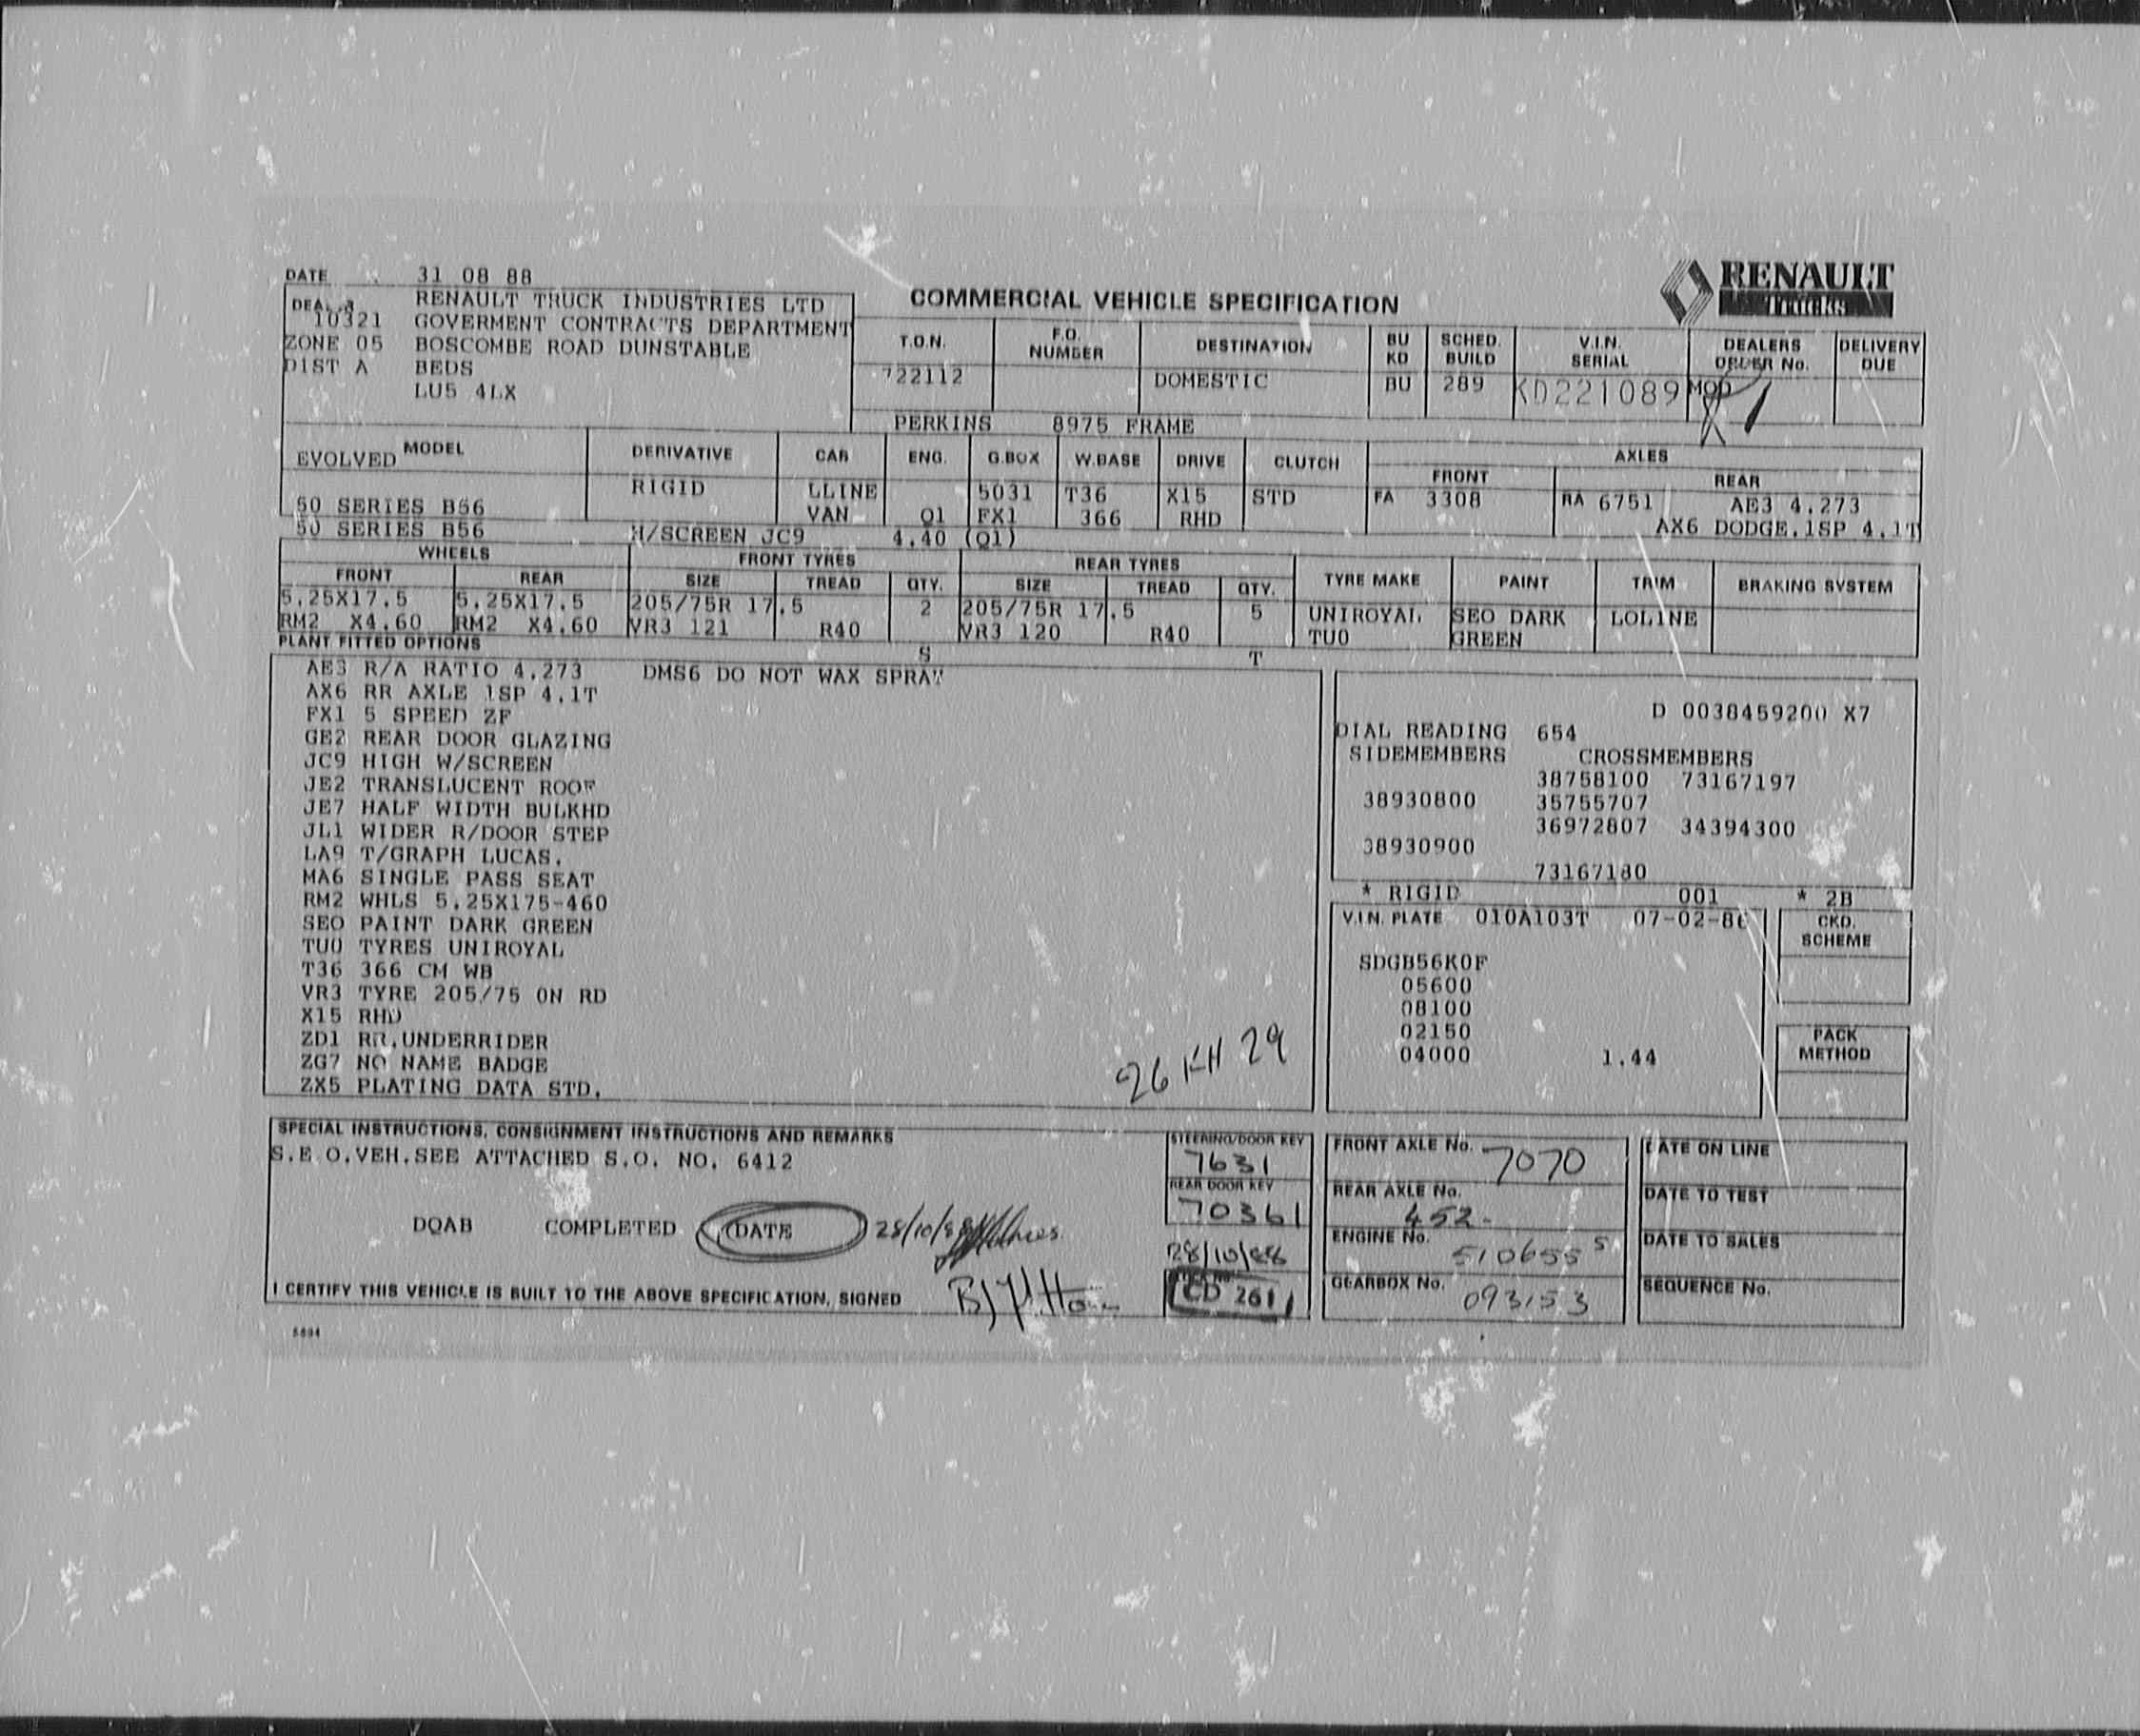 DATE 31 08 88
RENAULT TRUCK INDUSTRIES LTD
10321 GOVERMENT CONTRACTS DEPARTMENT
ZONE 05 BOSCOMBE ROAD DUNSTABLE
DIST A BEDS
LU5 4LX
COMMERCIAL VEHICLE SPECIFICATION
RENAULT
TRUCKS
T.O.N. F.O. NUMBER DESTINATION BU KD SCHED. BUILD V.I.N. SERIAL DEALERS ORDER No. DELIVERY DUE
722112 DOMESTIC BU 289 KD221089 MOD
PERKINS 8975 FRAME
MODEL DERIVATIVE CAB ENG. G.BOX W.BASE DRIVE CLUTCH AXLES
FRONT REAR
EVOLVED
RIGID LLINE 5031 T36 X15 STD FA 3308 RA 6751 AE3 4.273
50 SERIES B56 VAN Q1 FX1 366 RHD
50 SERIES B56 H/SCREEN JC9 4.40 (Q1) AX6 DODGE.1SP 4.1T
WHEELS FRONT TYRES REAR TYRES
FRONT REAR SIZE TREAD QTY. SIZE TREAD QTY. TYRE MAKE PAINT TRIM BRAKING SYSTEM
5.25X17.5 5.25X17.5 205/75R 17.5 2 205/75R 17.5 5 UNIROYAL SEO DARK LOLINE
RM2 X4.60 RM2 X4.60 VR3 121 R40 VR3 120 R40 TU0 GREEN
PLANT FITTED OPTIONS
S T
AE3 R/A RATIO 4.273 DMS6 DO NOT WAX SPRAY
AX6 RR AXLE 1SP 4.1T
FX1 5 SPEED ZF
GE2 REAR DOOR GLAZING
JC9 HIGH W/SCREEN
JE2 TRANSLUCENT ROOF
JE7 HALF WIDTH BULKHD
JL1 WIDER R/DOOR STEP
LA9 T/GRAPH LUCAS.
MA6 SINGLE PASS SEAT
RM2 WHLS 5.25X175-460
SEO PAINT DARK GREEN
TU0 TYRES UNIROYAL
T36 366 CM WB
VR3 TYRE 205/75 ON RD
X15 RHD
ZD1 RR.UNDERRIDER
ZG7 NO NAME BADGE
ZX5 PLATING DATA STD.
26 KH 29
D 0038459200 X7
DIAL READING 654
SIDEMEMBERS CROSSMEMBERS
38758100 73167197
38930800 35755707
36972807 34394300
38930900
73167180
* RIGID 001 * 2B
V.I.N. PLATE 010A103T
CKD. SCHEME
SDGB56K0F
05600
08100
02150
04000 1.44
PACK METHOD
SPECIAL INSTRUCTIONS, CONSIGNMENT INSTRUCTIONS AND REMARKS
S.E O.VEH.SEE ATTACHED S.O. NO. 6412
DQAB COMPLETED DATE 28/10/88
I CERTIFY THIS VEHICLE IS BUILT TO THE ABOVE SPECIFICATION, SIGNED
STEERING/DOOR KEY
7631
REAR DOOR KEY
70361
28/10/88
CD 261
FRONT AXLE No. 7070
REAR AXLE No. 452
ENGINE No. 510655 S
GEARBOX No. 093153
DATE ON LINE
DATE TO TEST
DATE TO SALES
SEQUENCE No.
5894